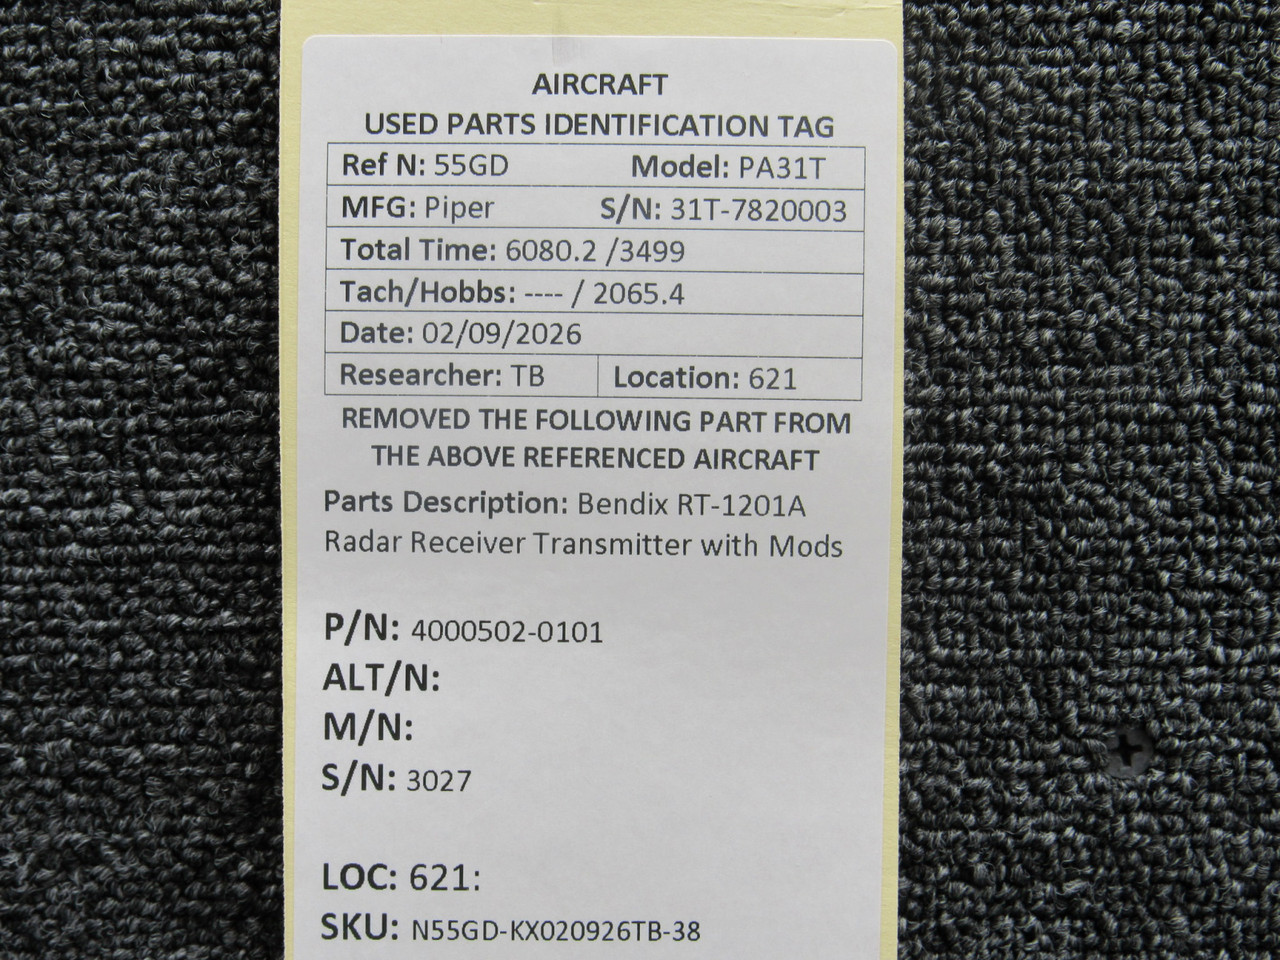 AIRCRAFT
USED PARTS IDENTIFICATION TAG
Ref N: 55GD Model: PA31T
MFG: Piper S/N: 31T-7820003
Total Time: 6080.2 /3499
Tach/Hobbs: ---- / 2065.4
Date: 02/09/2026
Researcher: TB Location: 621
REMOVED THE FOLLOWING PART FROM
THE ABOVE REFERENCED AIRCRAFT
Parts Description: Bendix RT-1201A
Radar Receiver Transmitter with Mods
P/N: 4000502-0101
ALT/N:
M/N:
S/N: 3027
LOC: 621:
SKU: N55GD-KX020926TB-38